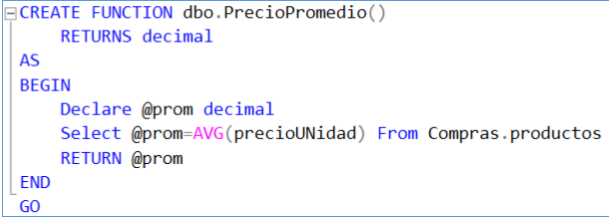 CREATE FUNCTION dbo.PrecioPromedio()
RETURNS decimal
AS
BEGIN
Declare @prom decimal
Select @prom=AVG(precioUNidad) From Compras.productos
RETURN @prom
END
GO